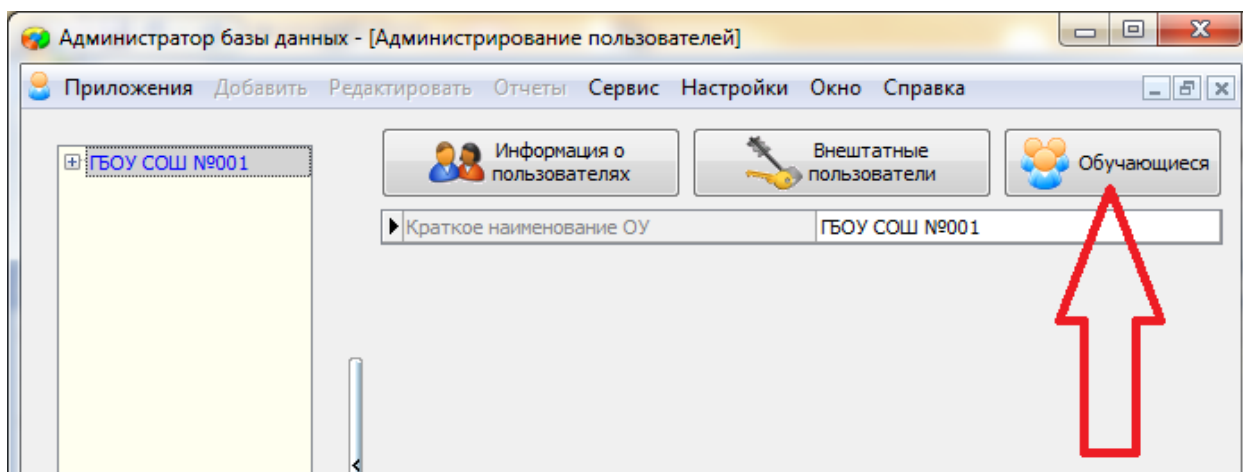 Администратор базы данных - [Администрирование пользователей]
Приложения Добавить Редактировать Отчеты Сервис Настройки Окно Справка
ГБОУ СОШ №001
Информация о
пользователях
Внештатные
пользователи
Обучающиеся
Краткое наименование ОУ ГБОУ СОШ №001